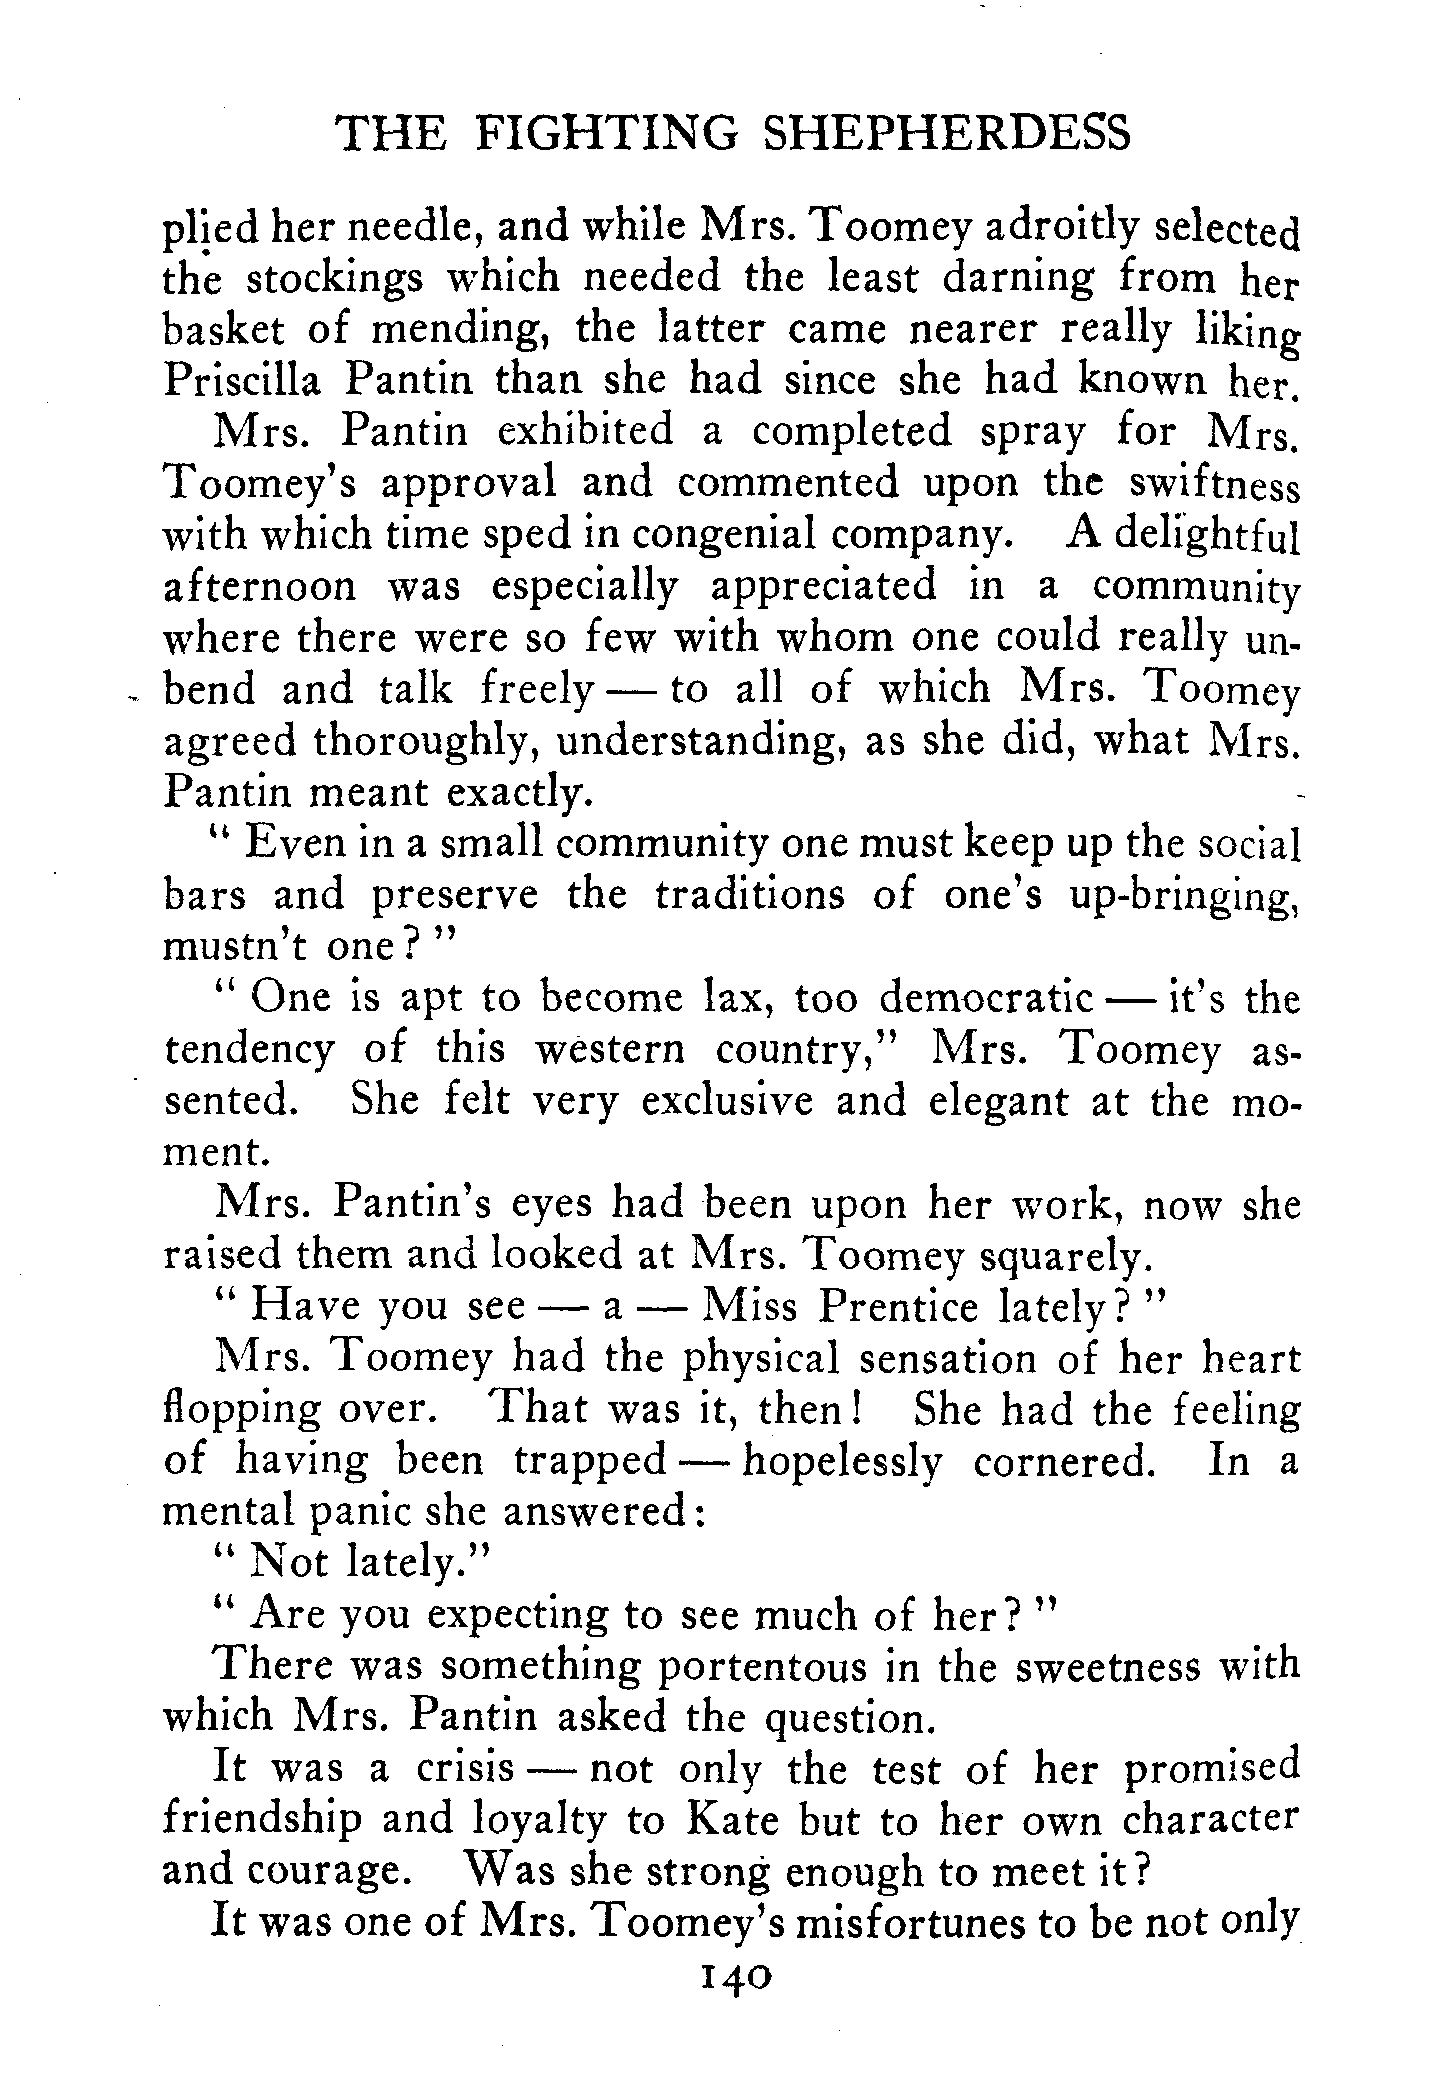 THE FIGHTING SHEPHERDESS
plied her needle, and while Mrs. Toomey adroitly selected
the stockings which needed the least darning from her
basket of mending, the latter came nearer really liking
Priscilla Pantin than she had since she had known her.
Mrs. Pantin exhibited a completed spray for Mrs.
Toomey's approval and commented upon the swiftness
with which time sped in congenial company. A delightful
afternoon was especially appreciated in a community
where there were so few with whom one could really un-
bend and talk freely — to all of which Mrs. Toomey
agreed thoroughly, understanding, as she did, what Mrs.
Pantin meant exactly.
" Even in a small community one must keep up the social
bars and preserve the traditions of one's up-bringing,
mustn't one? "
" One is apt to become lax, too democratic — it's the
tendency of this western country," Mrs. Toomey as-
sented. She felt very exclusive and elegant at the mo-
ment.
Mrs. Pantin's eyes had been upon her work, now she
raised them and looked at Mrs. Toomey squarely.
" Have you see — a — Miss Prentice lately? "
Mrs. Toomey had the physical sensation of her heart
flopping over. That was it, then! She had the feeling
of having been trapped — hopelessly cornered. In a
mental panic she answered:
" Not lately."
" Are you expecting to see much of her? "
There was something portentous in the sweetness with
which Mrs. Pantin asked the question.
It was a crisis — not only the test of her promised
friendship and loyalty to Kate but to her own character
and courage. Was she strong enough to meet it?
It was one of Mrs. Toomey's misfortunes to be not only
140